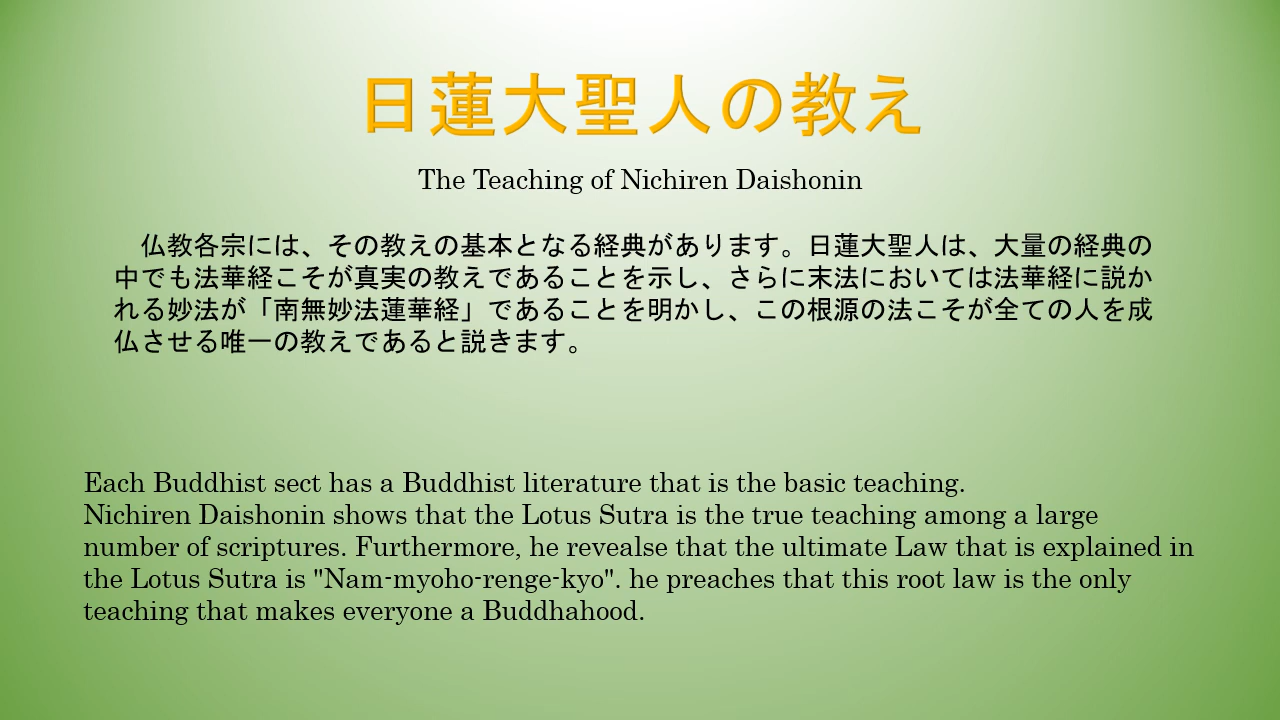 日蓮大聖人の教え
The Teaching of Nichiren Daishonin
仏教各宗には、その教えの基本となる経典があります。日蓮大聖人は、大量の経典の
中でも法華経こそが真実の教えであることを示し、さらに末法においては法華経に説か
れる妙法が「南無妙法蓮華経」であることを明かし、この根源の法こそが全ての人を成
仏させる唯一の教えであると説きます。
Each Buddhist sect has a Buddhist literature that is the basic teaching.
Nichiren Daishonin shows that the Lotus Sutra is the true teaching among a large
number of scriptures. Furthermore, he revealse that the ultimate Law that is explained in
the Lotus Sutra is "Nam-myoho-renge-kyo". he preaches that this root law is the only
teaching that makes everyone a Buddhahood.